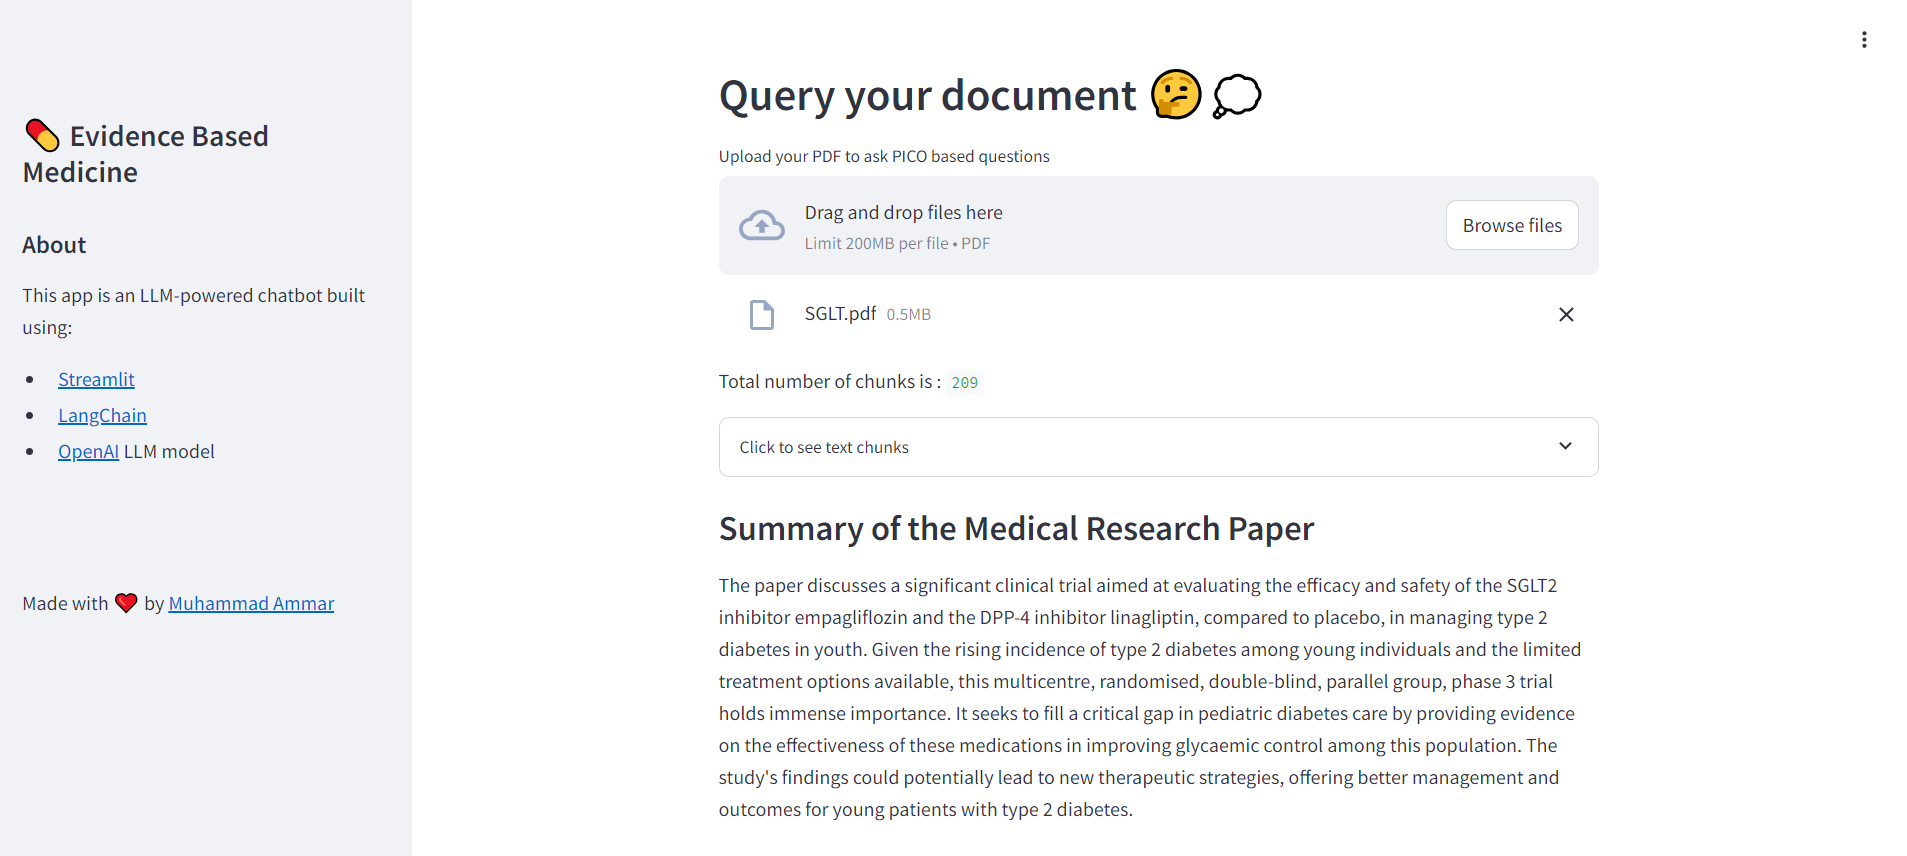 💊 Evidence Based
Medicine
About
This app is an LLM-powered chatbot built
using:
• Streamlit
• LangChain
• OpenAI LLM model
Made with ❤️ by Muhammad Ammar
Query your document 🤔 💭
Upload your PDF to ask PICO based questions
Drag and drop files here
Limit 200MB per file • PDF
Browse files
SGLT.pdf 0.5MB
Total number of chunks is : 209
Click to see text chunks
Summary of the Medical Research Paper
The paper discusses a significant clinical trial aimed at evaluating the efficacy and safety of the SGLT2
inhibitor empagliflozin and the DPP-4 inhibitor linagliptin, compared to placebo, in managing type 2
diabetes in youth. Given the rising incidence of type 2 diabetes among young individuals and the limited
treatment options available, this multicentre, randomised, double-blind, parallel group, phase 3 trial
holds immense importance. It seeks to fill a critical gap in pediatric diabetes care by providing evidence
on the effectiveness of these medications in improving glycaemic control among this population. The
study's findings could potentially lead to new therapeutic strategies, offering better management and
outcomes for young patients with type 2 diabetes.